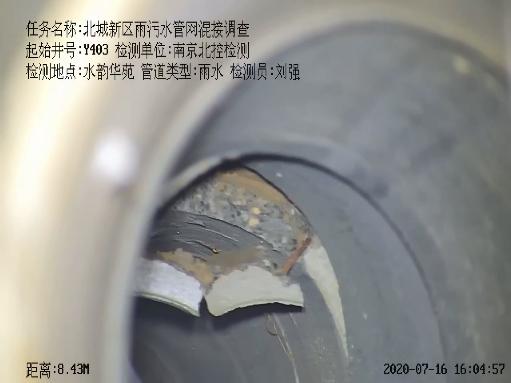 任务名称:北城新区雨污水管网混接调查
起始井号:Y403 检测单位:南京北控检测
检测地点:水韵华苑 管道类型:雨水 检测员:刘强
距离:8.43M
2020-07-16 16:04:57